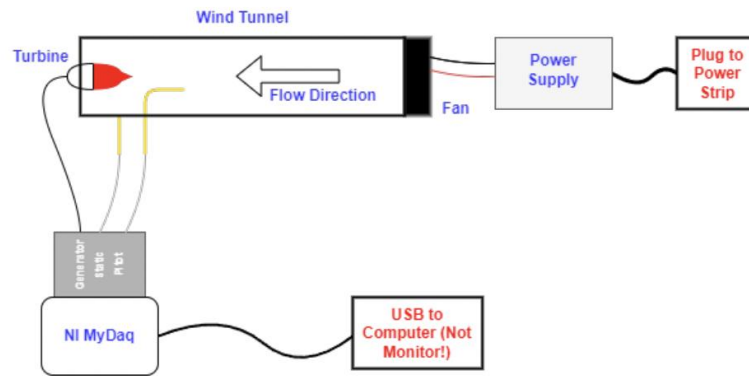 Wind Tunnel
Turbine
Flow Direction
Fan
Power
Supply
Plug to
Power
Strip
Generator
Static
Pitot
NI MyDaq
USB to
Computer (Not
Monitor!)